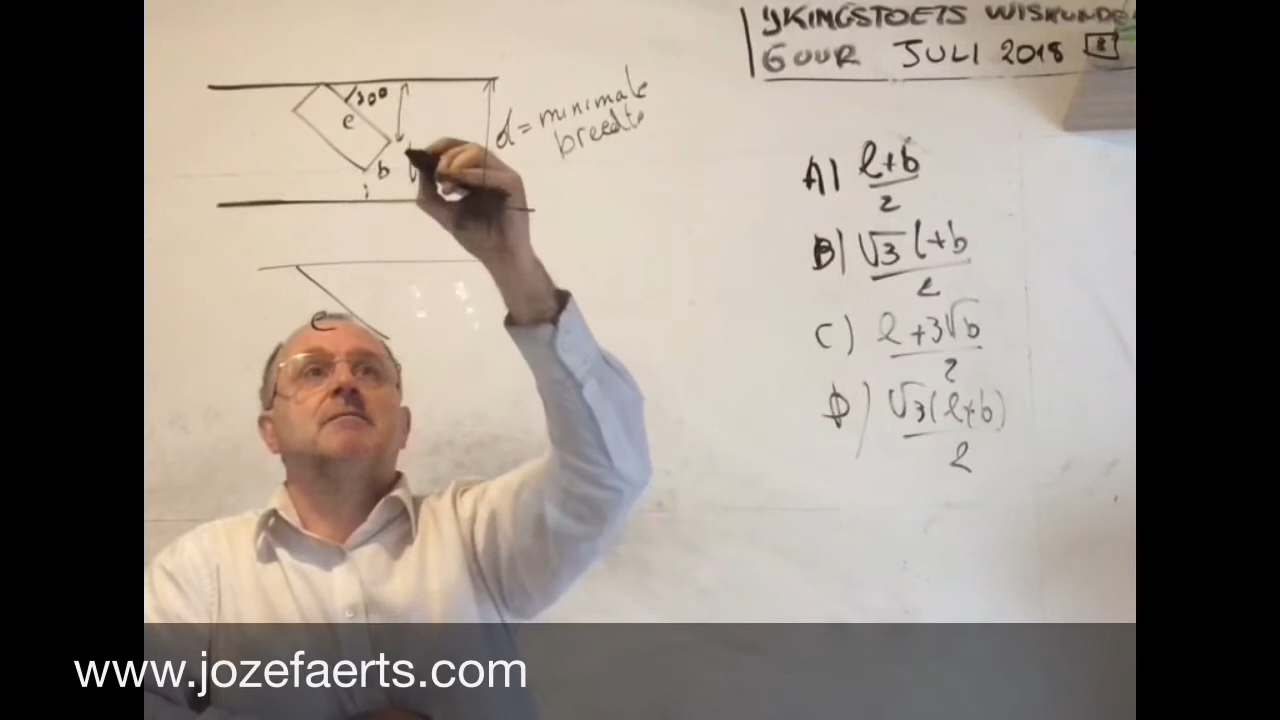 IJKINGSTOETS WISKUNDE
6 UUR JULI 2018 8
30°
l
b
d = minimale
breedte
l
A) l+b
2
B) √3 l+b
2
C) l+3√b
2
D) √3(l+b)
2
www.jozefaerts.com